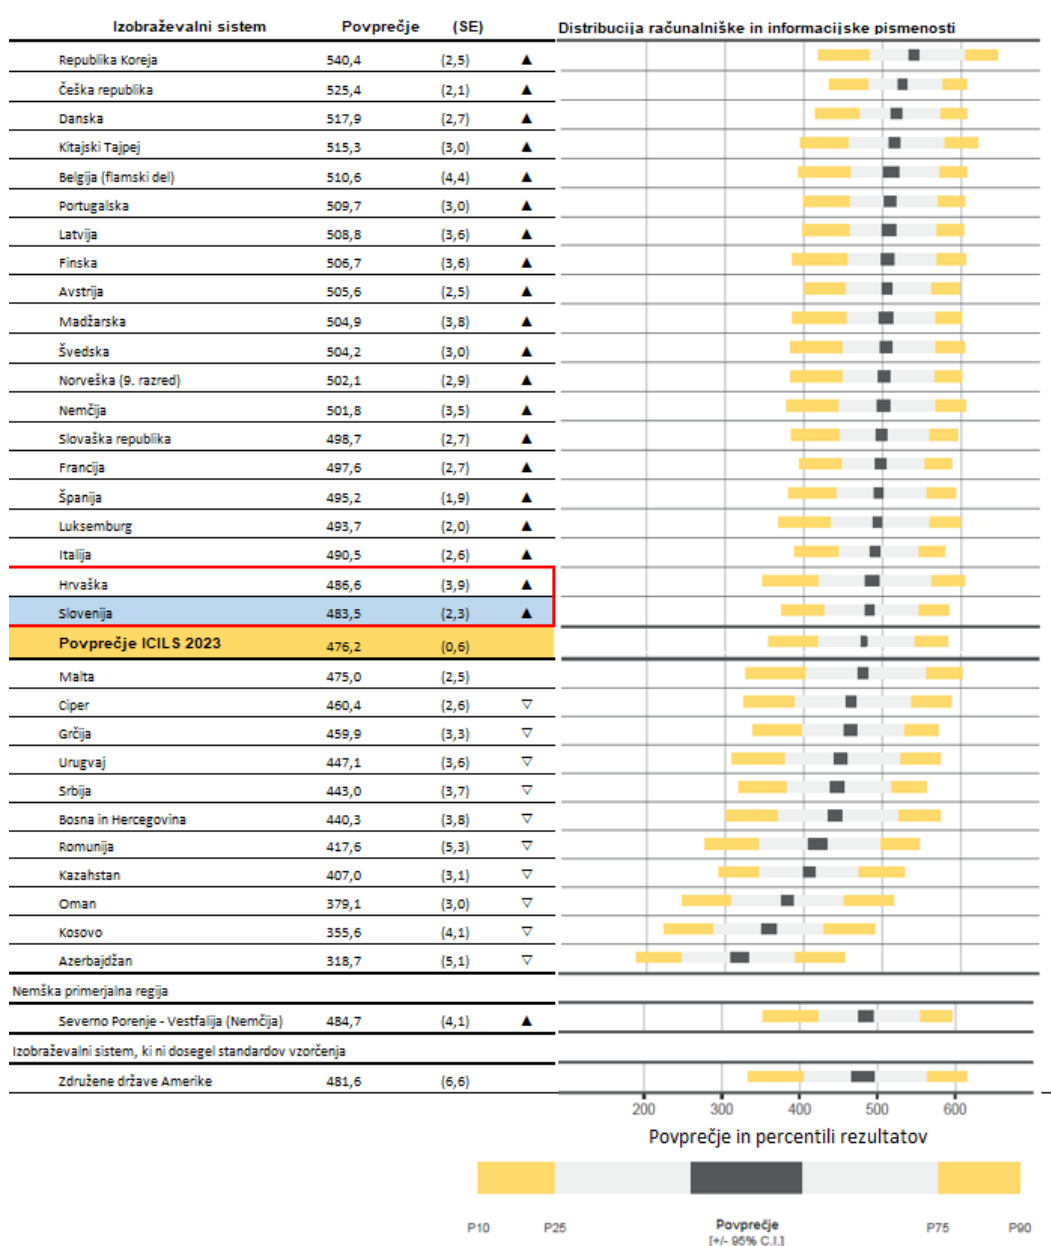 Izobraževalni sistem Povprečje (SE) Distribucija računalniške in informacijske pismenosti
Republika Koreja 540,4 (2,5) ▲
Češka republika 525,4 (2,1) ▲
Danska 517,9 (2,7) ▲
Kitajski Tajpej 515,3 (3,0) ▲
Belgija (flamski del) 510,6 (4,4) ▲
Portugalska 509,7 (3,0) ▲
Latvija 508,8 (3,6) ▲
Finska 506,7 (3,6) ▲
Avstrija 505,6 (2,5) ▲
Madžarska 504,9 (3,8) ▲
Švedska 504,2 (3,0) ▲
Norveška (9. razred) 502,1 (2,9) ▲
Nemčija 501,8 (3,5) ▲
Slovaška republika 498,7 (2,7) ▲
Francija 497,6 (2,7) ▲
Španija 495,2 (1,9) ▲
Luksemburg 493,7 (2,0) ▲
Italija 490,5 (2,6) ▲
Hrvaška 486,6 (3,9) ▲
Slovenija 483,5 (2,3) ▲
Povprečje ICILS 2023 476,2 (0,6)
Malta 475,0 (2,5)
Ciper 460,4 (2,6) ▽
Grčija 459,9 (3,3) ▽
Urugvaj 447,1 (3,6) ▽
Srbija 443,0 (3,7) ▽
Bosna in Hercegovina 440,3 (3,8) ▽
Romunija 417,6 (5,3) ▽
Kazahstan 407,0 (3,1) ▽
Oman 379,1 (3,0) ▽
Kosovo 355,6 (4,1) ▽
Azerbajdžan 318,7 (5,1) ▽
Nemška primerjalna regija
Severno Porenje - Vestfalija (Nemčija) 484,7 (4,1) ▲
Izobraževalni sistem, ki ni dosegel standardov vzorčenja
Združene države Amerike 481,6 (6,6)
200 300 400 500 600
Povprečje in percentili rezultatov
P10 P25 Povprečje P75 P90
[+/- 95% C.I.]